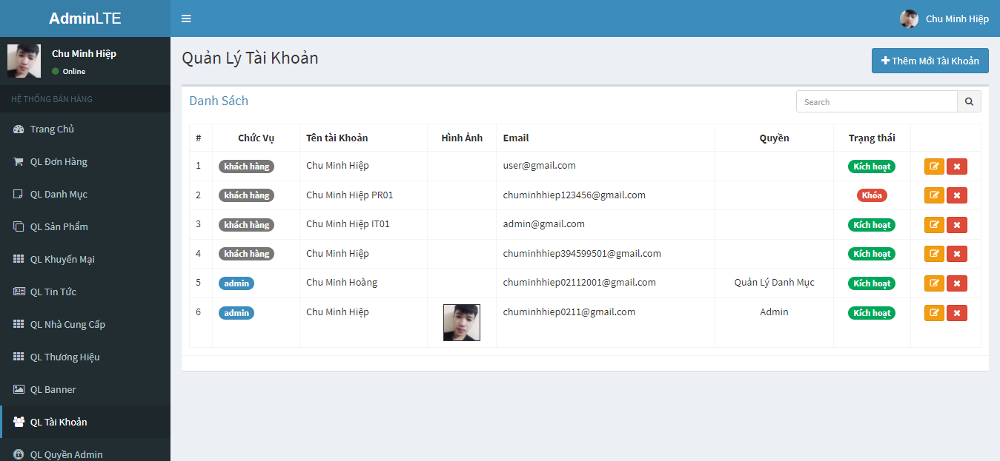 AdminLTE
Chu Minh Hiệp
Chu Minh Hiệp
Online
HỆ THỐNG BÁN HÀNG
Trang Chủ
QL Đơn Hàng
QL Danh Mục
QL Sản Phẩm
QL Khuyến Mại
QL Tin Tức
QL Nhà Cung Cấp
QL Thương Hiệu
QL Banner
QL Tài Khoản
QL Quyền Admin
Quản Lý Tài Khoản
Thêm Mới Tài Khoản
Danh Sách
Search
# Chức Vụ Tên tài Khoản Hình Ảnh Email Quyền Trạng thái
1 khách hàng Chu Minh Hiệp user@gmail.com Kích hoạt
2 khách hàng Chu Minh Hiệp PR01 chuminhhiep123456@gmail.com Khóa
3 khách hàng Chu Minh Hiệp IT01 admin@gmail.com Kích hoạt
4 khách hàng Chu Minh Hiệp chuminhhiep394599501@gmail.com Kích hoạt
5 admin Chu Minh Hoàng chuminhhiep02112001@gmail.com Quản Lý Danh Mục Kích hoạt
6 admin Chu Minh Hiệp chuminhhiep0211@gmail.com Admin Kích hoạt